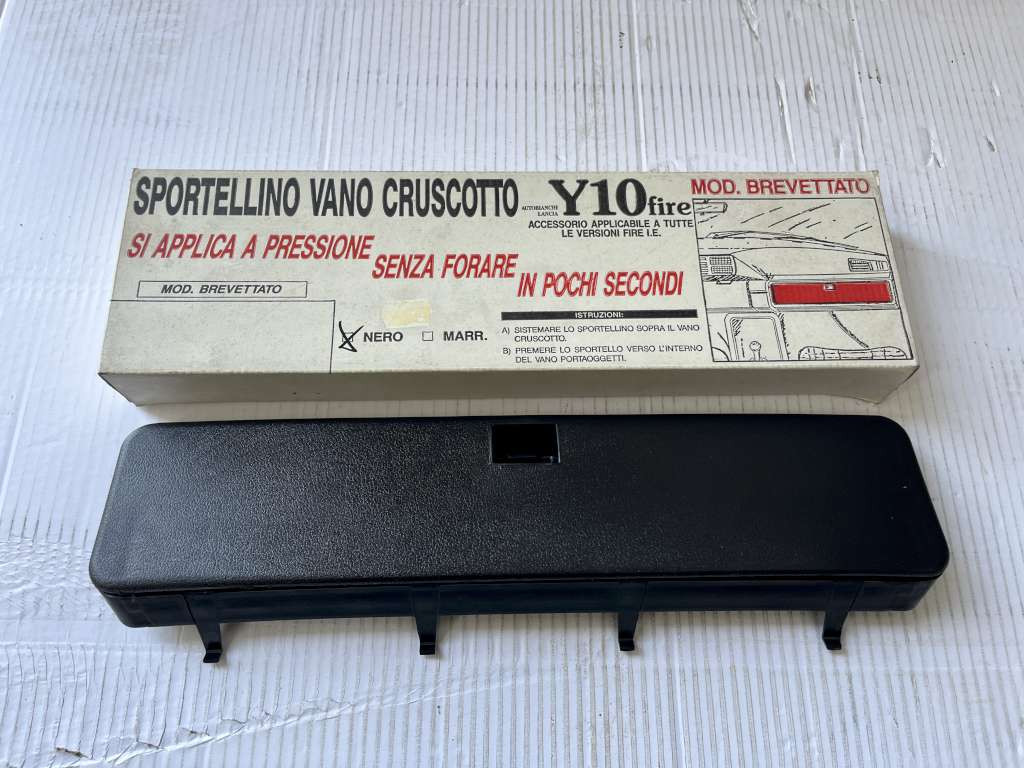 SPORTELLINO VANO CRUSCOTTO
AUTOBIANCHI
LANCIA
Y10 fire
MOD. BREVETTATO
ACCESSORIO APPLICABILE A TUTTE
LE VERSIONI FIRE I.E.
SI APPLICA A PRESSIONE
SENZA FORARE
IN POCHI SECONDI
MOD. BREVETTATO
NERO
MARR.
ISTRUZIONI:
A) SISTEMARE LO SPORTELLINO SOPRA IL VANO
CRUSCOTTO.
B) PREMERE LO SPORTELLO VERSO L'INTERNO
DEL VANO PORTAOGGETTI.